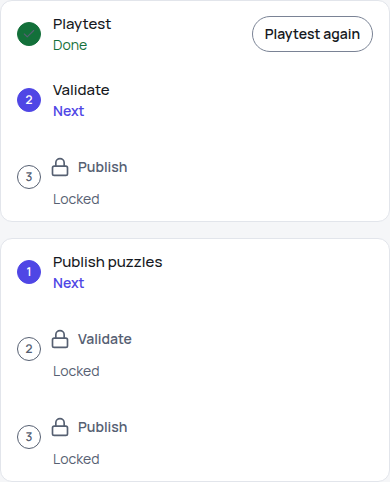 Playtest
Done
Playtest again
2
Validate
Next
3
Publish
Locked
1
Publish puzzles
Next
2
Validate
Locked
3
Publish
Locked